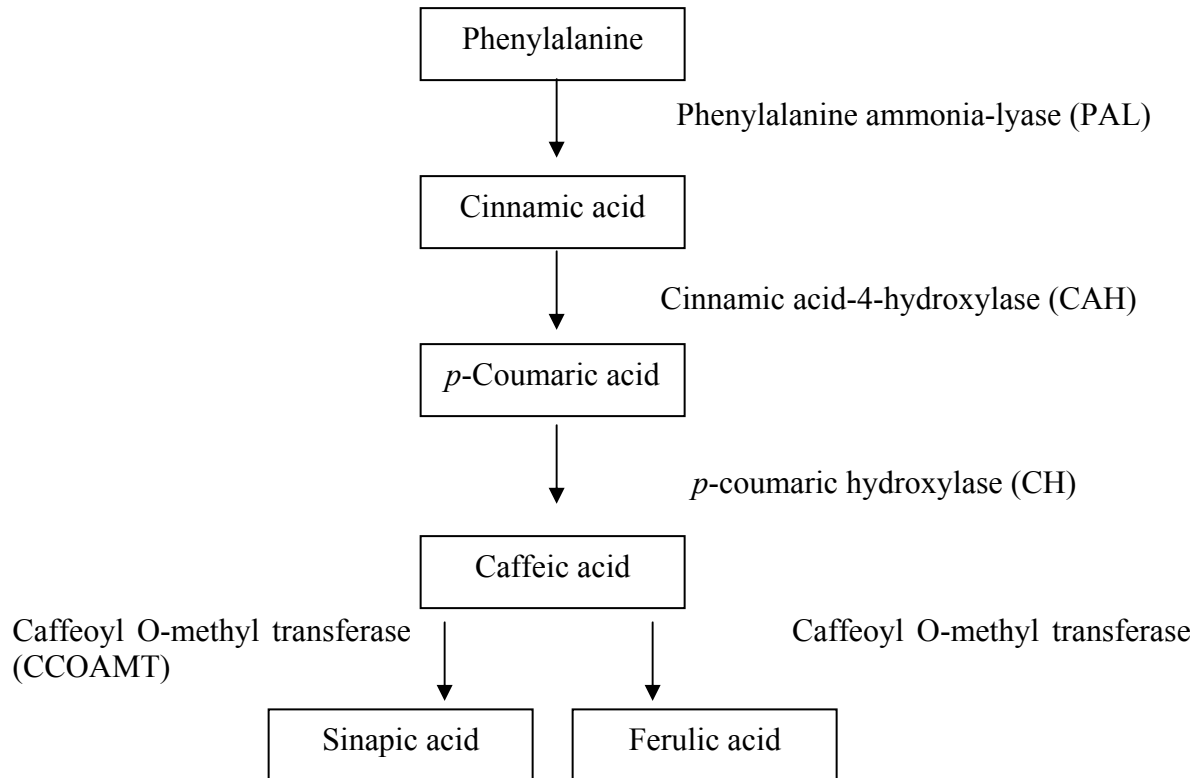 Phenylalanine
Phenylalanine ammonia-lyase (PAL)
Cinnamic acid
Cinnamic acid-4-hydroxylase (CAH)
p-Coumaric acid
p-coumaric hydroxylase (CH)
Caffeic acid
Caffeoyl O-methyl transferase
(CCOAMT)
Caffeoyl O-methyl transferase
Sinapic acid
Ferulic acid